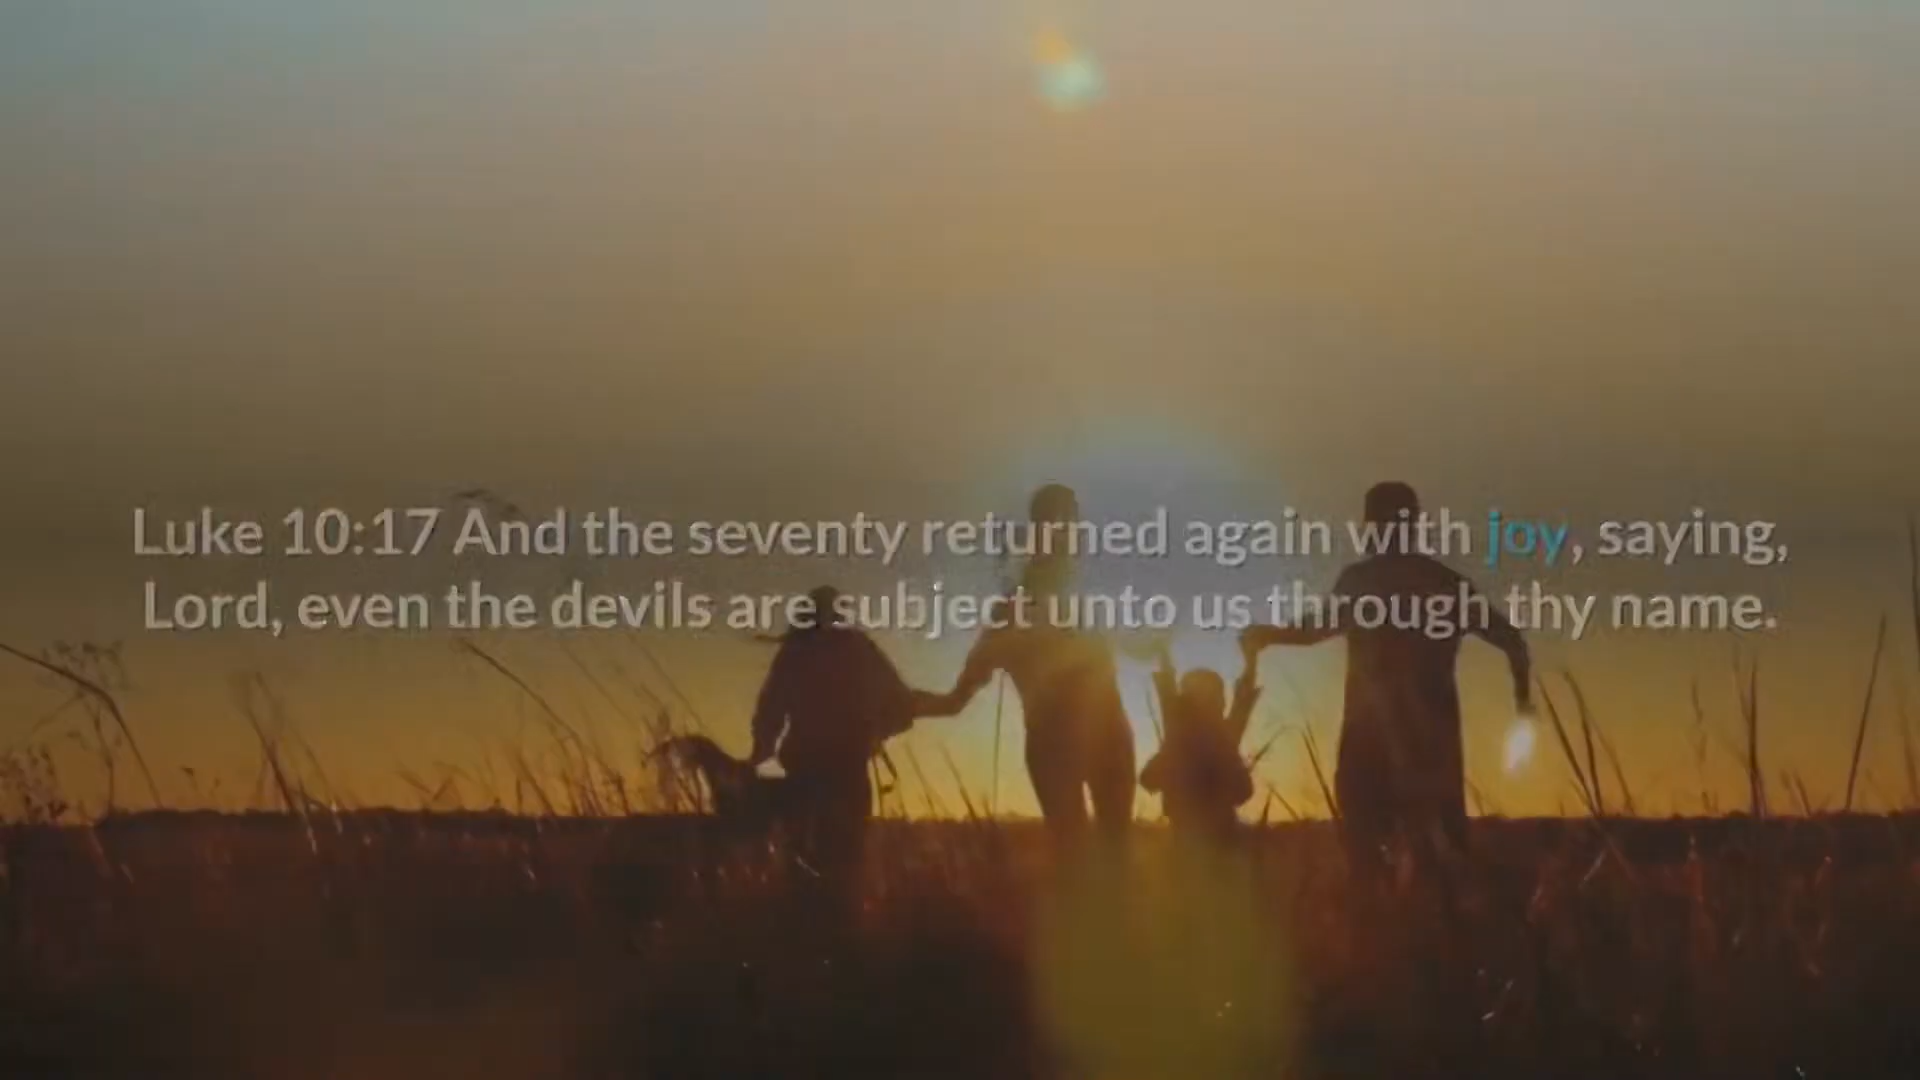 Luke 10:17 And the seventy returned again with joy, saying,
Lord, even the devils are subject unto us through thy name.